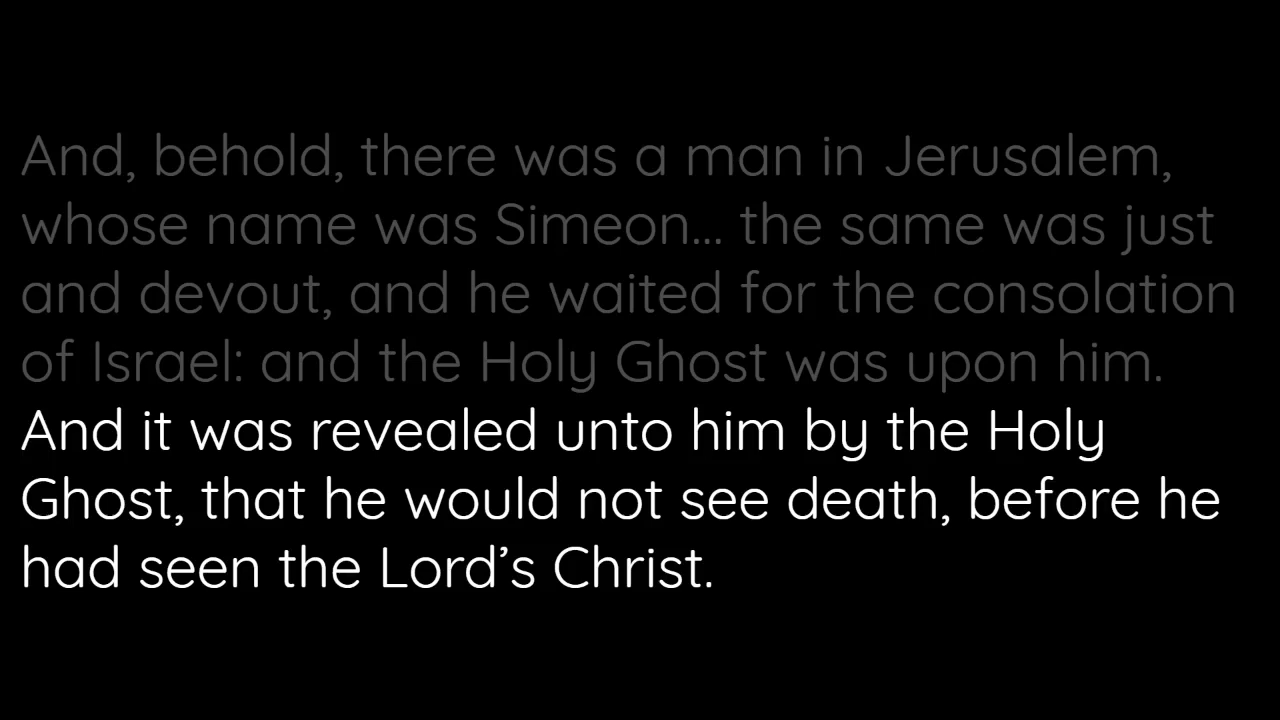 And, behold, there was a man in Jerusalem,
whose name was Simeon... the same was just
and devout, and he waited for the consolation
of Israel: and the Holy Ghost was upon him.
And it was revealed unto him by the Holy
Ghost, that he would not see death, before he
had seen the Lord’s Christ.